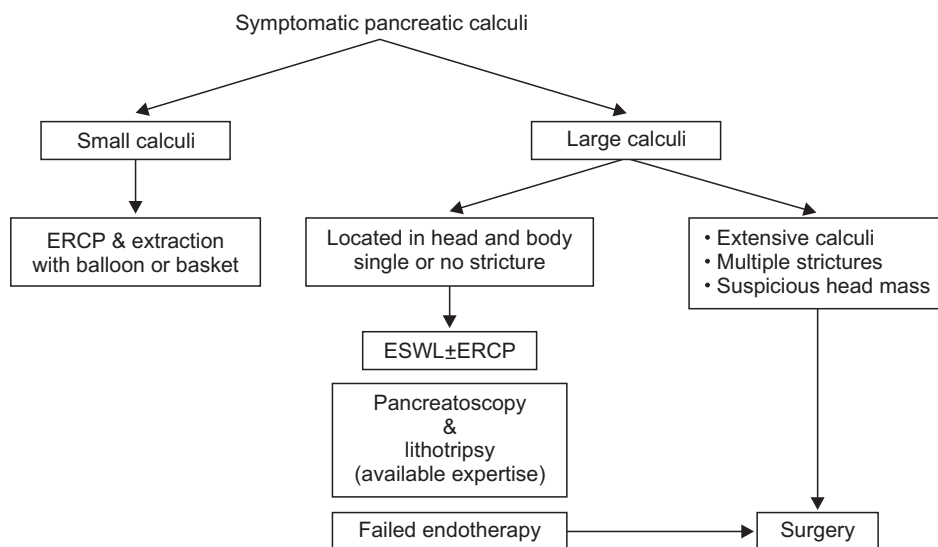 Symptomatic pancreatic calculi
Small calculi
Large calculi
ERCP & extraction
with balloon or basket
Located in head and body
single or no stricture
• Extensive calculi
• Multiple strictures
• Suspicious head mass
ESWL±ERCP
Pancreatoscopy
&
lithotripsy
(available expertise)
Failed endotherapy
Surgery